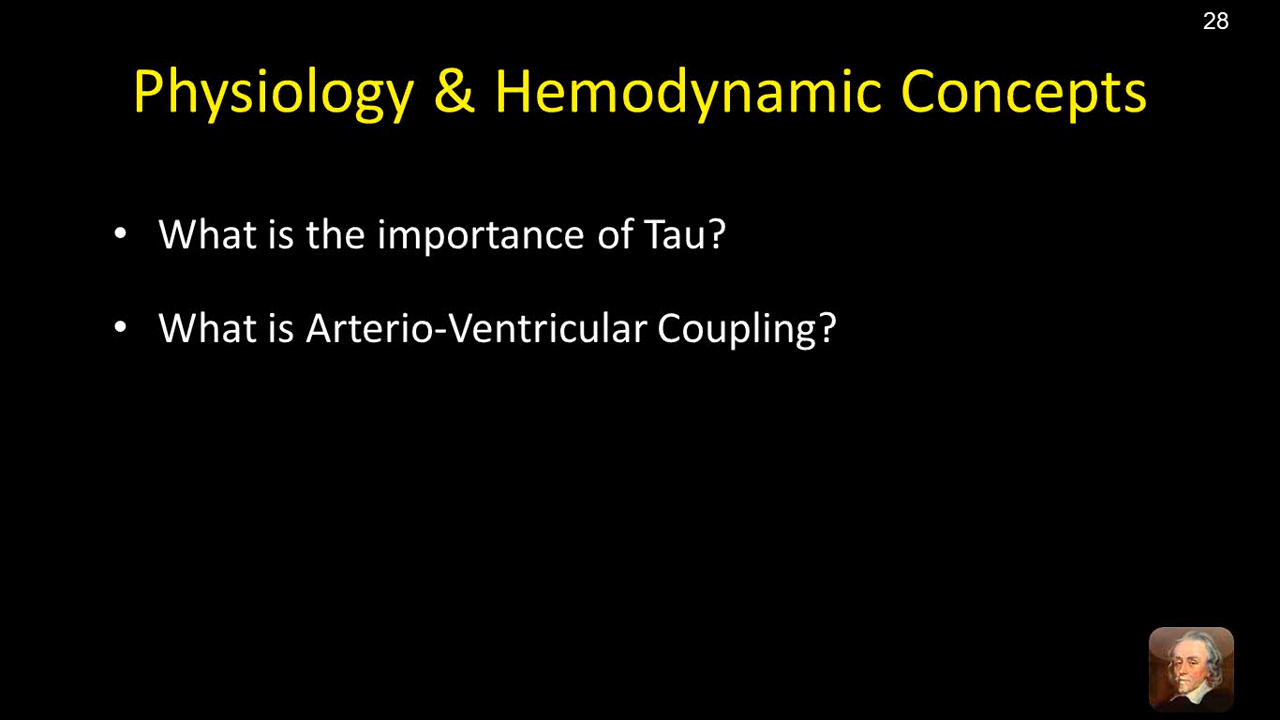 28
Physiology & Hemodynamic Concepts
• What is the importance of Tau?
• What is Arterio-Ventricular Coupling?